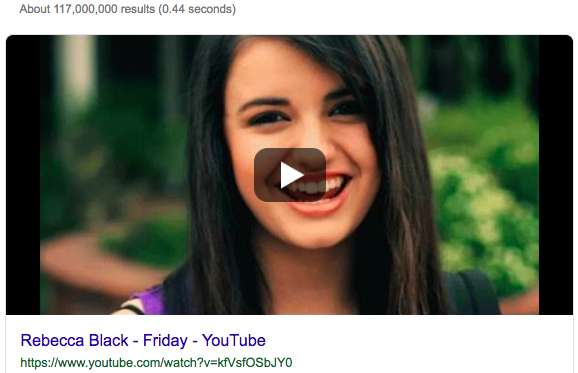 About 117,000,000 results (0.44 seconds)
Rebecca Black - Friday - YouTube
https://www.youtube.com/watch?v=kfVsfOSbJY0